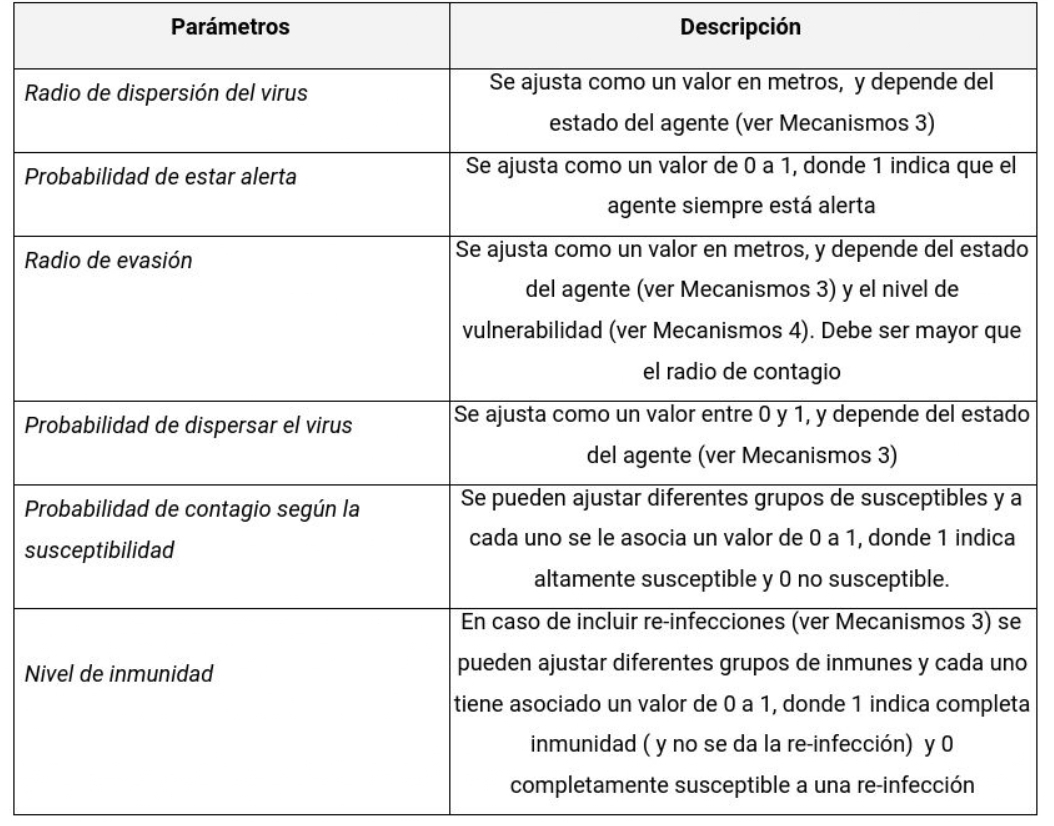 Parámetros
Descripción
Radio de dispersión del virus
Se ajusta como un valor en metros, y depende del
estado del agente (ver Mecanismos 3)
Probabilidad de estar alerta
Se ajusta como un valor de 0 a 1, donde 1 indica que el
agente siempre está alerta
Radio de evasión
Se ajusta como un valor en metros, y depende del estado
del agente (ver Mecanismos 3) y el nivel de
vulnerabilidad (ver Mecanismos 4). Debe ser mayor que
el radio de contagio
Probabilidad de dispersar el virus
Se ajusta como un valor entre 0 y 1, y depende del estado
del agente (ver Mecanismos 3)
Probabilidad de contagio según la
susceptibilidad
Se pueden ajustar diferentes grupos de susceptibles y a
cada uno se le asocia un valor de 0 a 1, donde 1 indica
altamente susceptible y 0 no susceptible.
Nivel de inmunidad
En caso de incluir re-infecciones (ver Mecanismos 3) se
pueden ajustar diferentes grupos de inmunes y cada uno
tiene asociado un valor de 0 a 1, donde 1 indica completa
inmunidad ( y no se da la re-infección) y 0
completamente susceptible a una re-infección